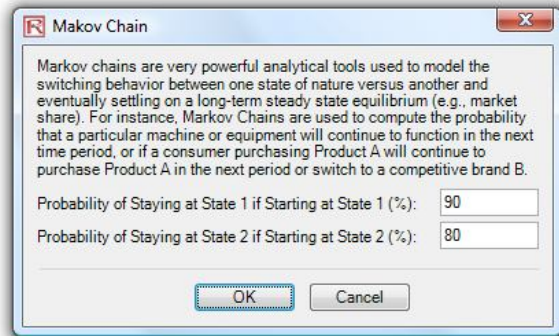 Makov Chain
Markov chains are very powerful analytical tools used to model the
switching behavior between one state of nature versus another and
eventually settling on a long-term steady state equilibrium (e.g., market
share). For instance, Markov Chains are used to compute the probability
that a particular machine or equipment will continue to function in the next
time period, or if a consumer purchasing Product A will continue to
purchase Product A in the next period or switch to a competitive brand B.
Probability of Staying at State 1 if Starting at State 1 (%): 90
Probability of Staying at State 2 if Starting at State 2 (%): 80
OK Cancel